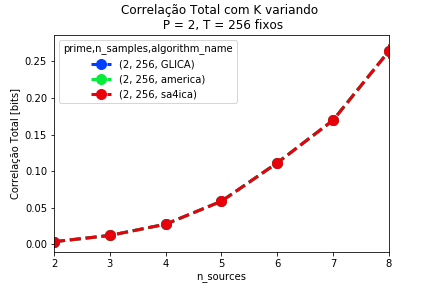 Correlação Total com K variando
P = 2, T = 256 fixos
prime,n_samples,algorithm_name
(2, 256, GLICA)
(2, 256, america)
(2, 256, sa4ica)
Correlação Total [bits]
0.25
0.20
0.15
0.10
0.05
0.00
2 3 4 5 6 7 8
n_sources